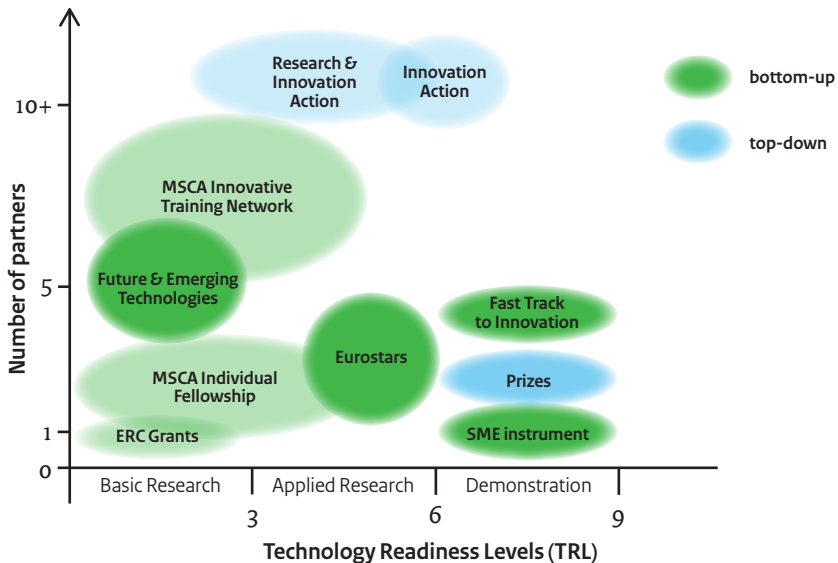 Number of partners
10+
5
1
0
Research &
Innovation
Action
Innovation
Action
bottom-up
top-down
MSCA Innovative
Training Network
Future & Emerging
Technologies
Fast Track
to Innovation
Eurostars
MSCA Individual
Fellowship
Prizes
ERC Grants
SME instrument
Basic Research
Applied Research
Demonstration
3
6
9
Technology Readiness Levels (TRL)